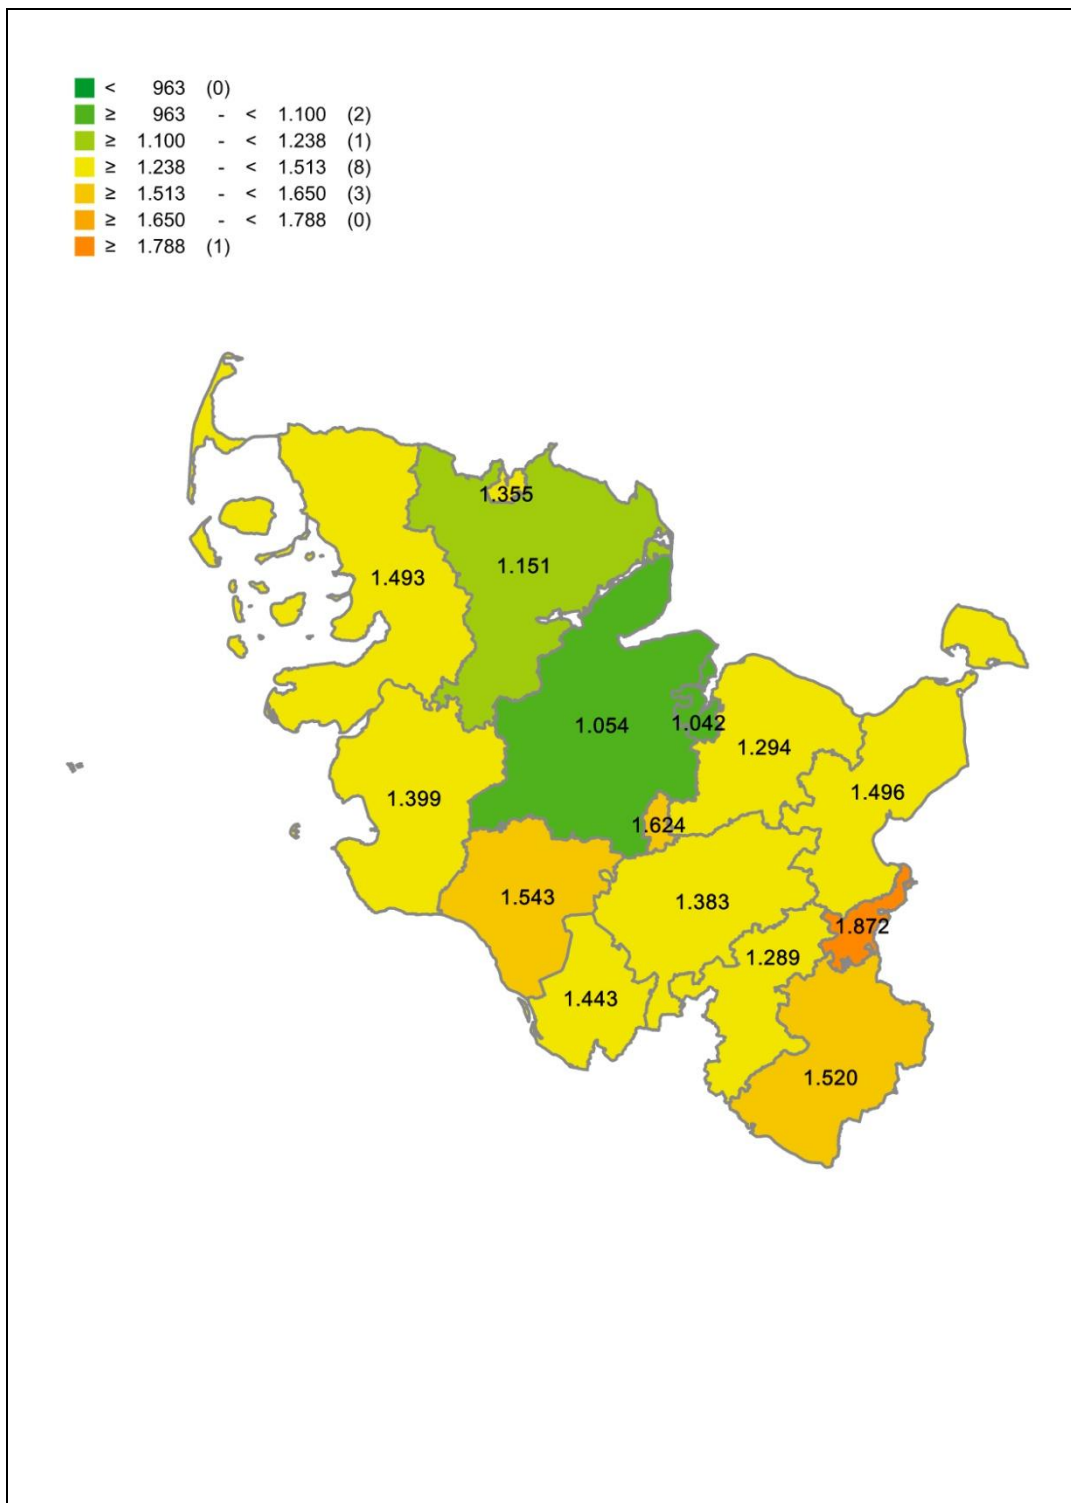 < 963 (0)
≥ 963 - < 1.100 (2)
≥ 1.100 - < 1.238 (1)
≥ 1.238 - < 1.513 (8)
≥ 1.513 - < 1.650 (3)
≥ 1.650 - < 1.788 (0)
≥ 1.788 (1)
1.355
1.151
1.493
1.054
1.042
1.294
1.496
1.399
1.624
1.543
1.383
1.872
1.289
1.443
1.520